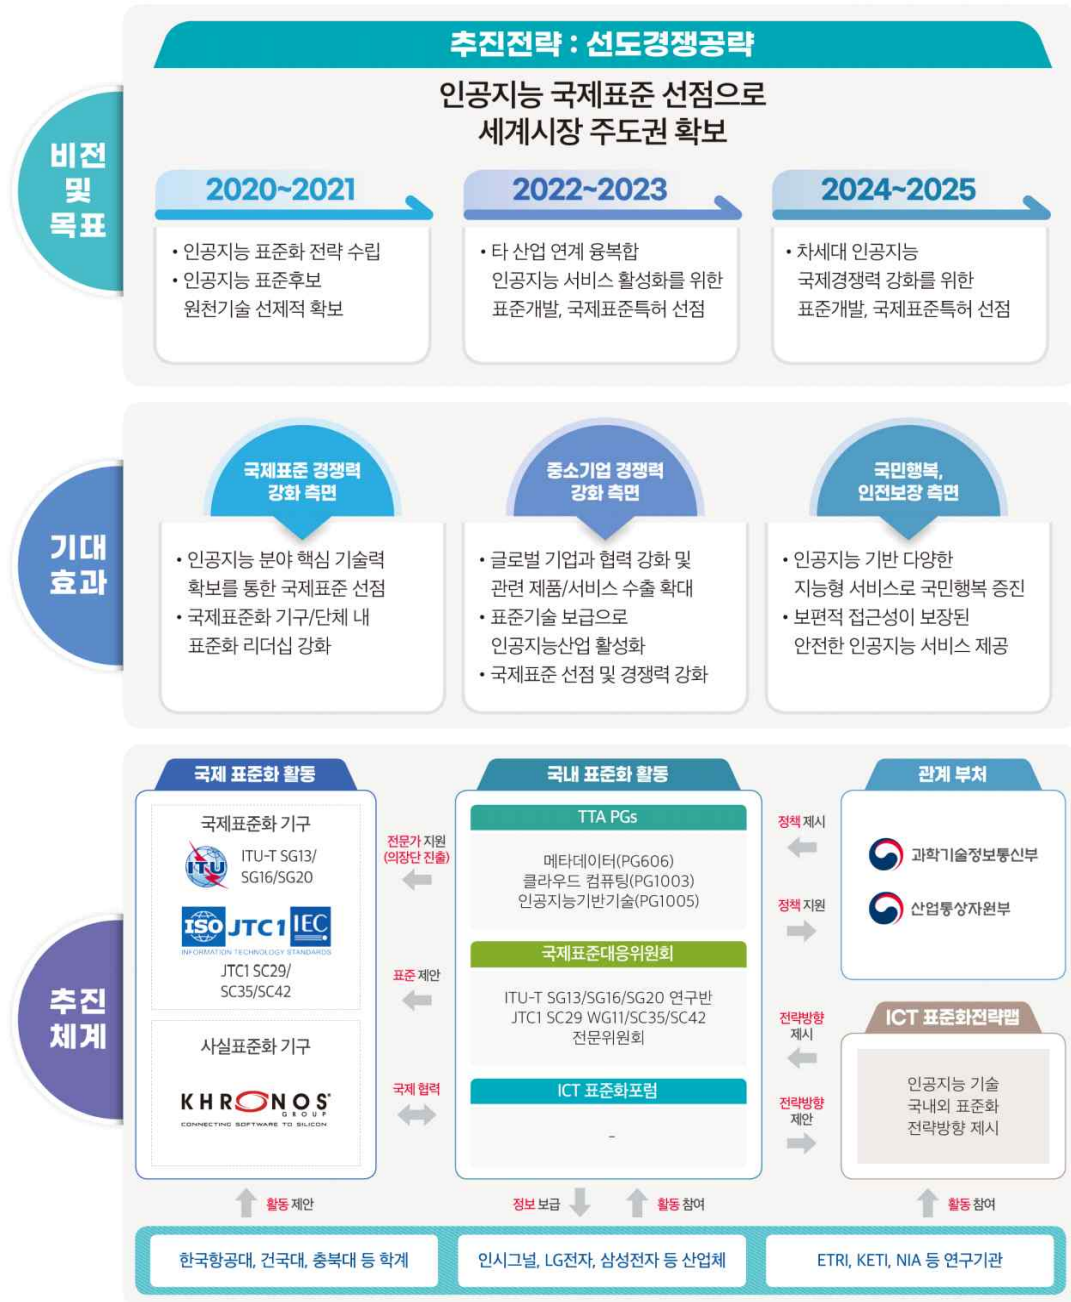 추진전략 : 선도경쟁공략
인공지능 국제표준 선점으로
세계시장 주도권 확보
비전
및
목표
2020~2021
• 인공지능 표준화 전략 수립
• 인공지능 표준후보
원천기술 선제적 확보
2022~2023
• 타 산업 연계 융복합
인공지능 서비스 활성화를 위한
표준개발, 국제표준특허 선점
2024~2025
• 차세대 인공지능
국제경쟁력 강화를 위한
표준개발, 국제표준특허 선점
기대
효과
국제표준 경쟁력
강화 측면
• 인공지능 분야 핵심 기술력
확보를 통한 국제표준 선점
• 국제표준화 기구/단체 내
표준화 리더십 강화
중소기업 경쟁력
강화 측면
• 글로벌 기업과 협력 강화 및
관련 제품/서비스 수출 확대
• 표준기술 보급으로
인공지능산업 활성화
• 국제표준 선점 및 경쟁력 강화
국민행복,
인전보장 측면
• 인공지능 기반 다양한
지능형 서비스로 국민행복 증진
• 보편적 접근성이 보장된
안전한 인공지능 서비스 제공
추진
체계
국제 표준화 활동
국제표준화 기구
ITU
ITU-T SG13/
SG16/SG20
ISO JTC1 IEC
INFORMATION TECHNOLOGY STANDARDS
JTC1 SC29/
SC35/SC42
사실표준화 기구
KHRONOS
GROUP
CONNECTING SOFTWARE TO SILICON
전문가 지원
(의장단 진출)
표준 제안
국제 협력
국내 표준화 활동
TTA PGs
메타데이터(PG606)
클라우드 컴퓨팅(PG1003)
인공지능기반기술(PG1005)
국제표준대응위원회
ITU-T SG13/SG16/SG20 연구반
JTC1 SC29 WG11/SC35/SC42
전문위원회
ICT 표준화포럼
-
정책 제시
정책 지원
전략방향
제시
전략방향
제안
관계 부처
과학기술정보통신부
산업통상자원부
ICT 표준화전략맵
인공지능 기술
국내외 표준화
전략방향 제시
활동 제안
정보 보급
활동 참여
활동 참여
한국항공대, 건국대, 충북대 등 학계
인시그널, LG전자, 삼성전자 등 산업체
ETRI, KETI, NIA 등 연구기관